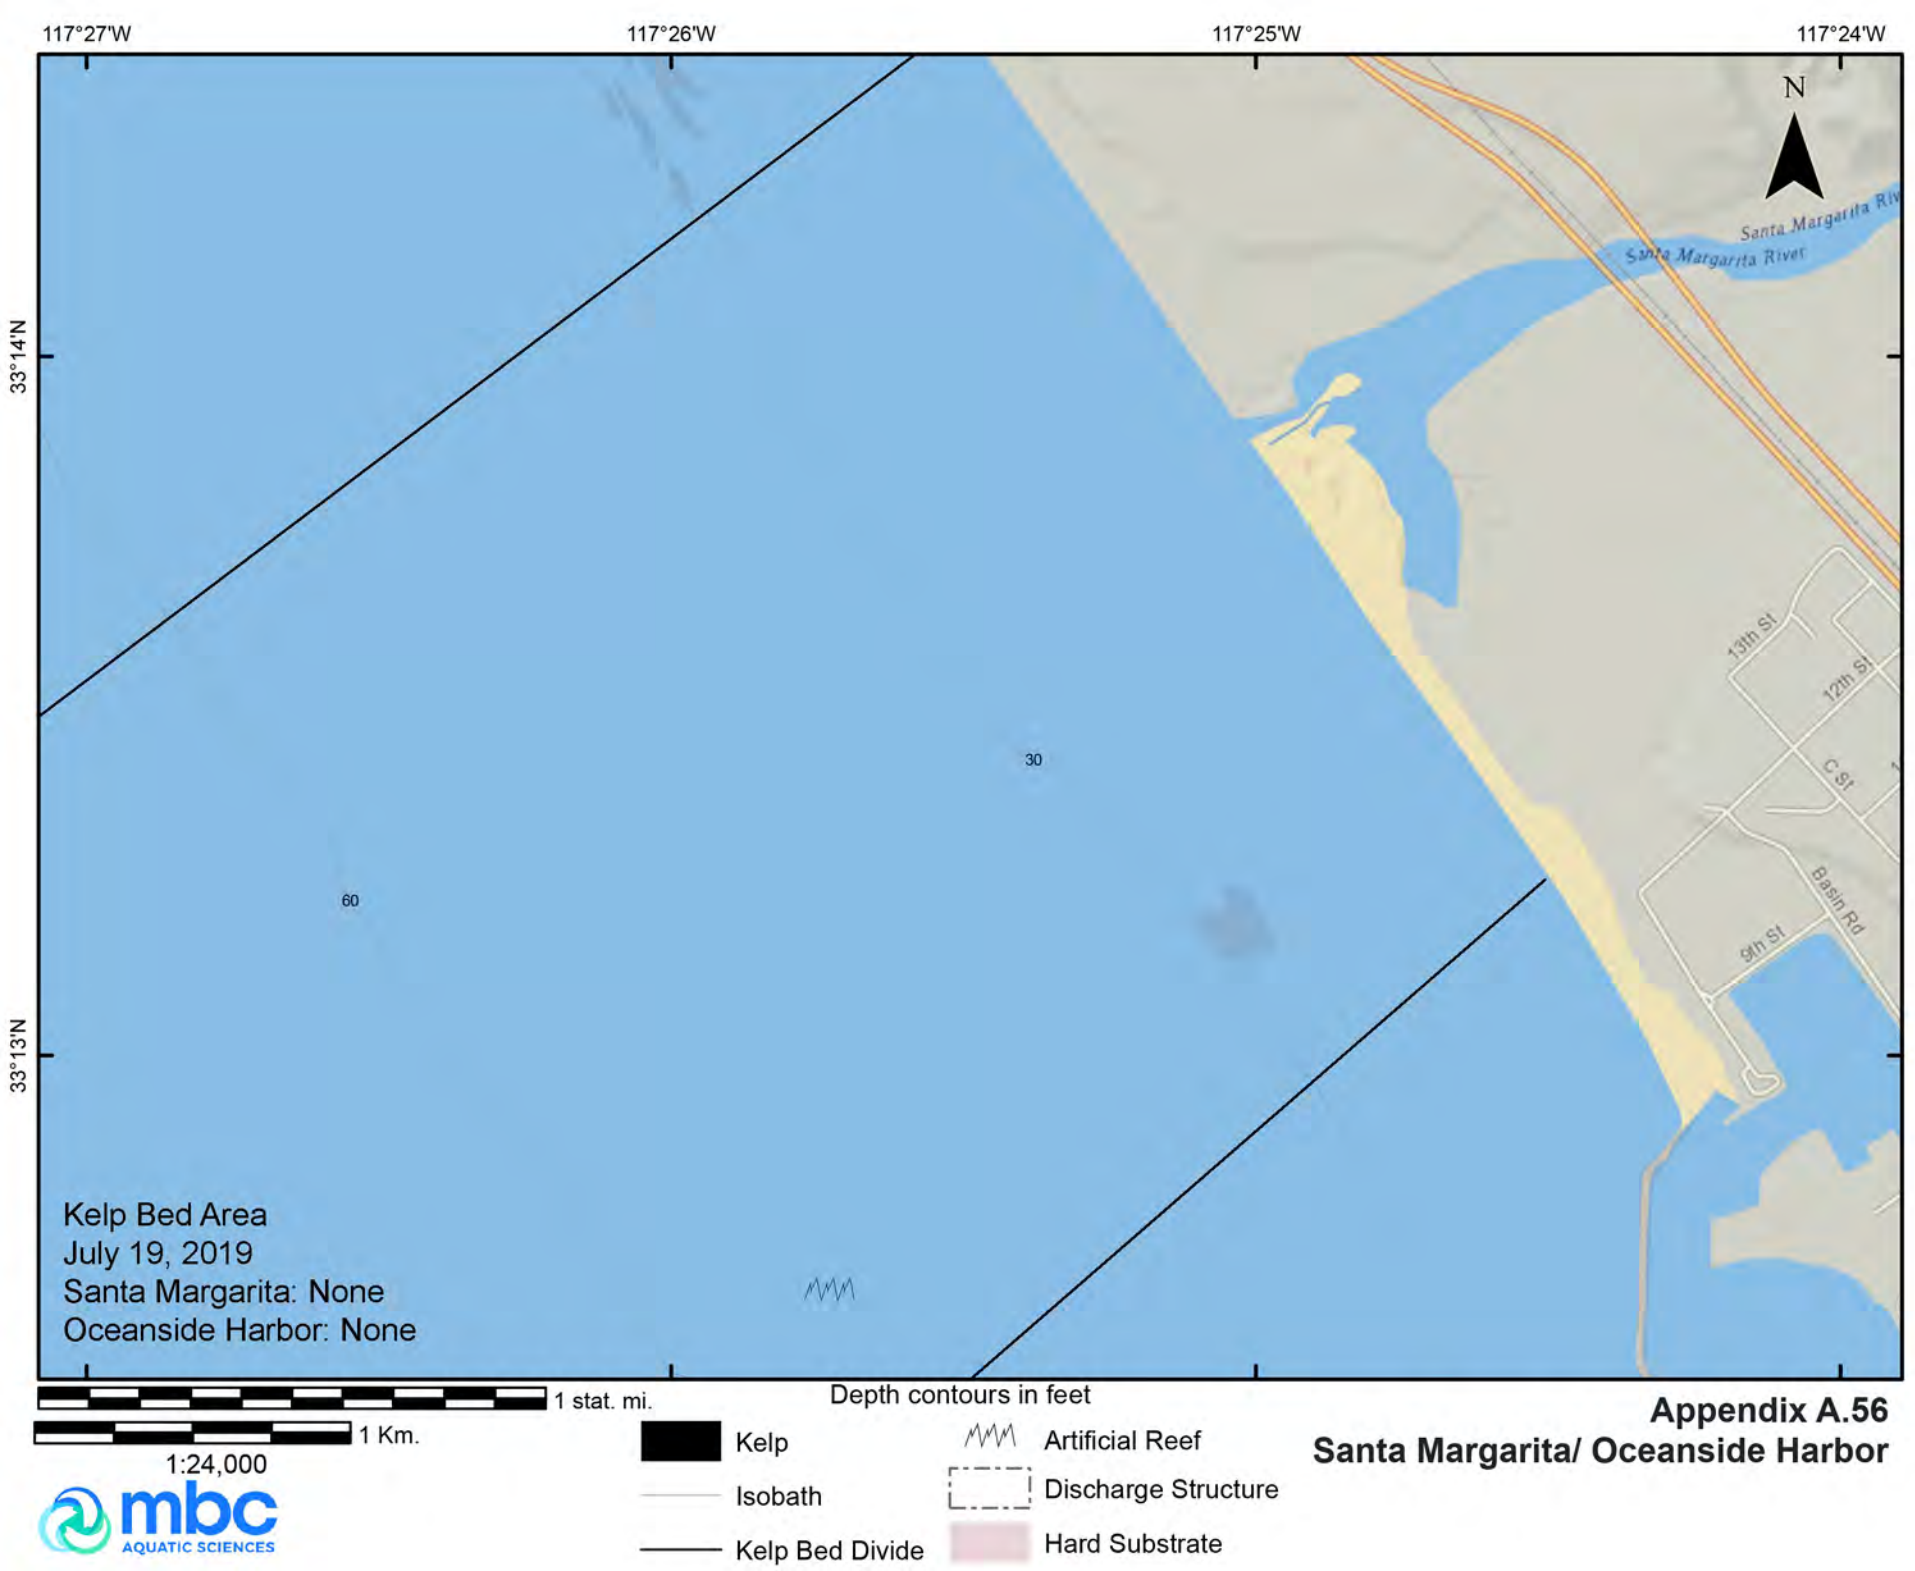 117°27'W
117°26'W
117°25'W
117°24'W
N
Santa Margarita Riv
Santa Margarita River
33°14'N
13th St
12th St
30
C St
1
60
Basin Rd
9th St
33°13'N
Kelp Bed Area
July 19, 2019
Santa Margarita: None
Oceanside Harbor: None
1 stat. mi.
Depth contours in feet
Appendix A.56
1 Km.
Kelp
Artificial Reef
Santa Margarita/ Oceanside Harbor
1:24,000
Isobath
Discharge Structure
mbc
AQUATIC SCIENCES
Kelp Bed Divide
Hard Substrate